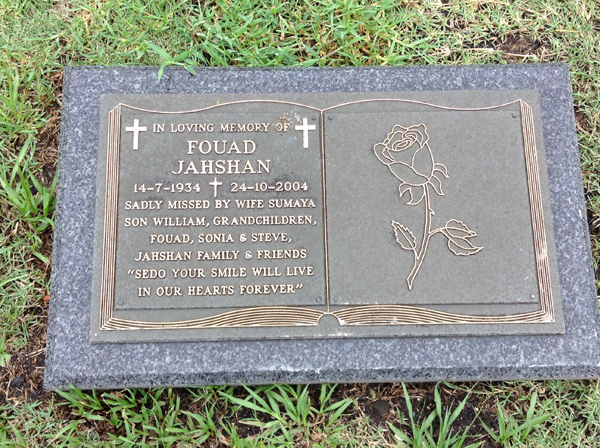 IN LOVING MEMORY OF
FOUAD
JAHSHAN
14-7-1934 ✝ 24-10-2004
SADLY MISSED BY WIFE SUMAYA
SON WILLIAM, GRANDCHILDREN,
FOUAD, SONIA & STEVE,
JAHSHAN FAMILY & FRIENDS
"SEDO YOUR SMILE WILL LIVE
IN OUR HEARTS FOREVER"